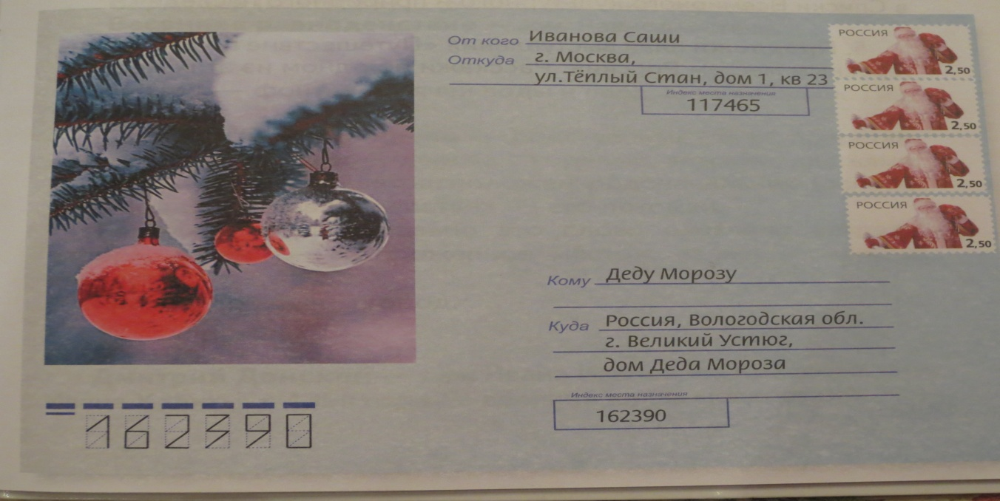 От кого Иванова Саши
Откуда г. Москва,
ул.Тёплый Стан, дом 1, кв 23
Индекс места назначения
117465
РОССИЯ
2,50
РОССИЯ
2,50
РОССИЯ
2,50
РОССИЯ
2,50
Кому Деду Морозу
Куда Россия, Вологодская обл.
г. Великий Устюг,
дом Деда Мороза
Индекс места назначения
162390
162390